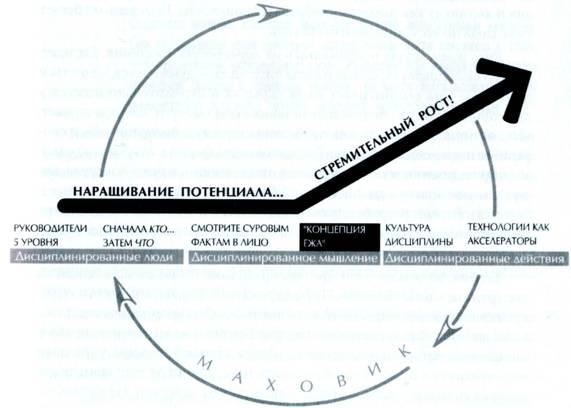 СТРЕМИТЕЛЬНЫЙ РОСТ!
НАРАЩИВАНИЕ ПОТЕНЦИАЛА...
РУКОВОДИТЕЛИ
5 УРОВНЯ
СНАЧАЛА КТО...
ЗАТЕМ ЧТО
СМОТРИТЕ СУРОВЫМ
ФАКТАМ В ЛИЦО
"КОНЦЕПЦИЯ
ЕЖА"
КУЛЬТУРА
ДИСЦИПЛИНЫ
ТЕХНОЛОГИИ КАК
АКСЕЛЕРАТОРЫ
Дисциплинированные люди
Дисциплинированное мышление
Дисциплинированные действия
МАХОВИК